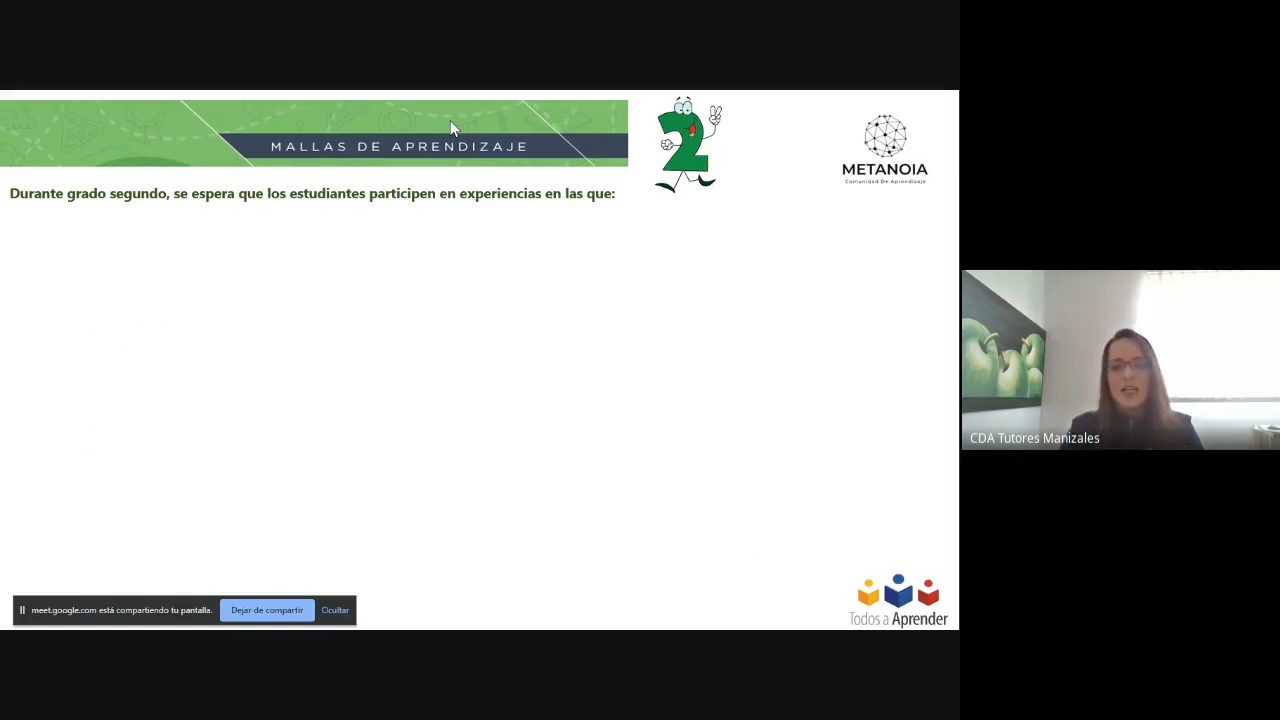 MALLAS DE APRENDIZAJE
2
METANOIA
Comunidad De Aprendizaje
Durante grado segundo, se espera que los estudiantes participen en experiencias en las que:
CDA Tutores Manizales
meet.google.com está compartiendo tu pantalla.
Dejar de compartir
Ocultar
Todos a Aprender